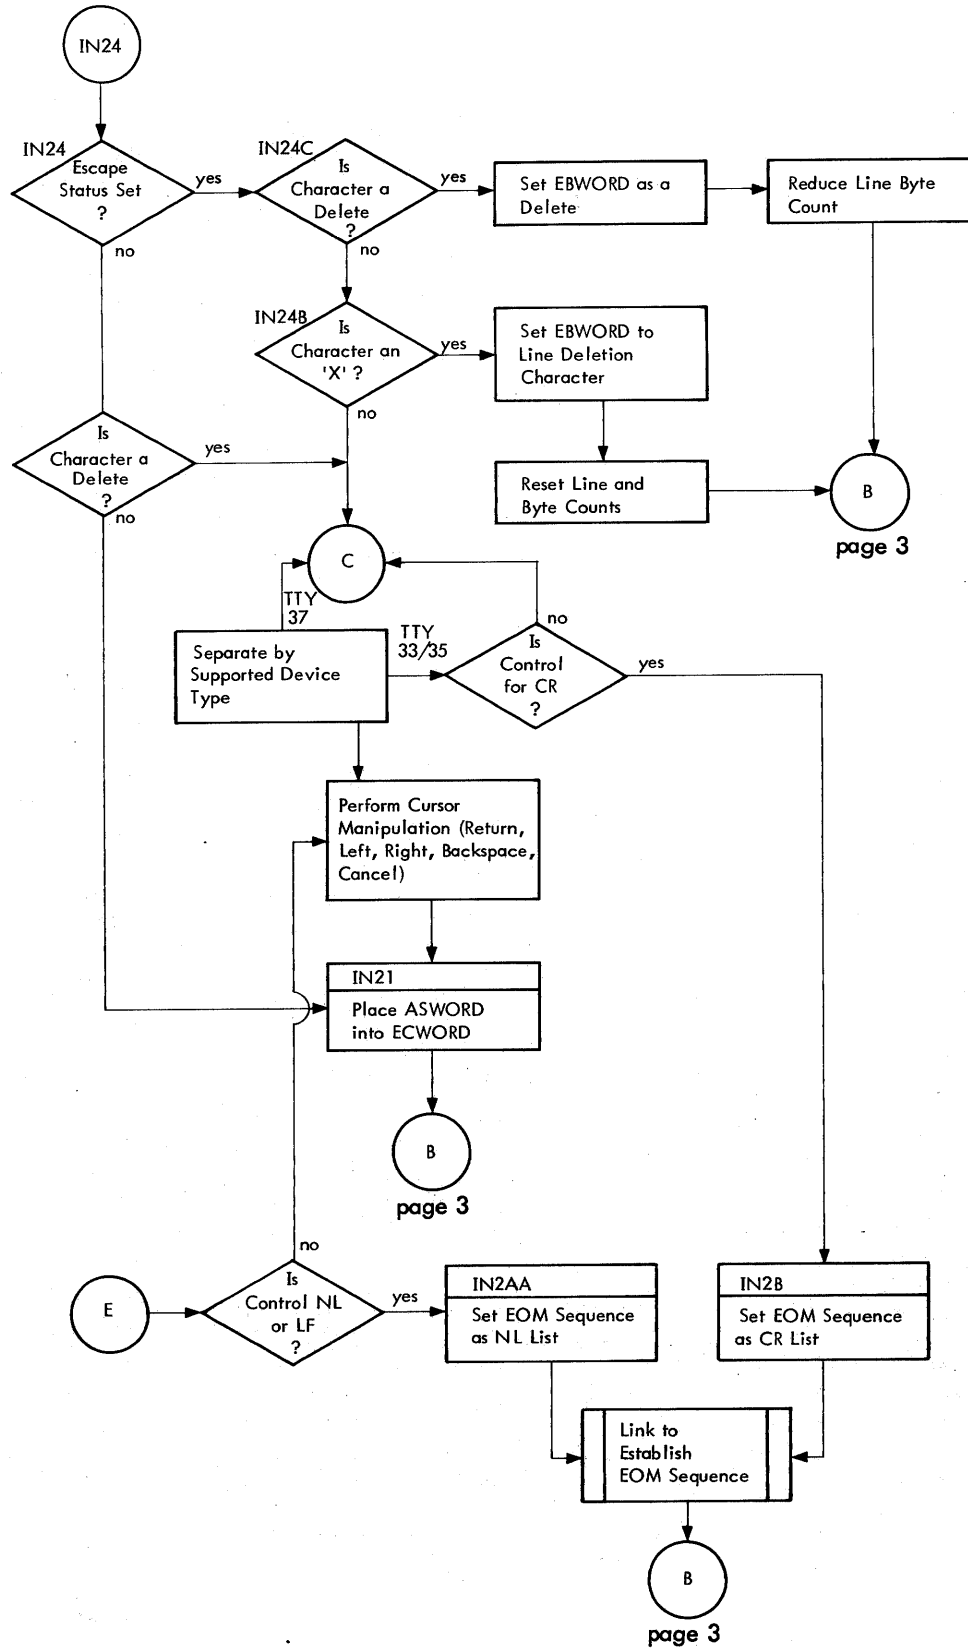 IN24
IN24
Escape
Status Set
?
yes
no
IN24C
Is
Character a
Delete
?
yes
no
Set EBWORD as a
Delete
Reduce Line Byte
Count
IN24B
Is
Character an
'X' ?
yes
no
Set EBWORD to
Line Deletion
Character
Is
Character a
Delete
?
yes
no
Reset Line and
Byte Counts
B
page 3
C
TTY
37
Separate by
Supported Device
Type
TTY
33/35
Is
Control
for CR
?
no
yes
Perform Cursor
Manipulation (Return,
Left, Right, Backspace,
Cancel)
IN21
Place ASWORD
into ECWORD
B
page 3
E
Is
Control NL
or LF
?
no
yes
IN2AA
Set EOM Sequence
as NL List
IN2B
Set EOM Sequence
as CR List
Link to
Establish
EOM Sequence
B
page 3